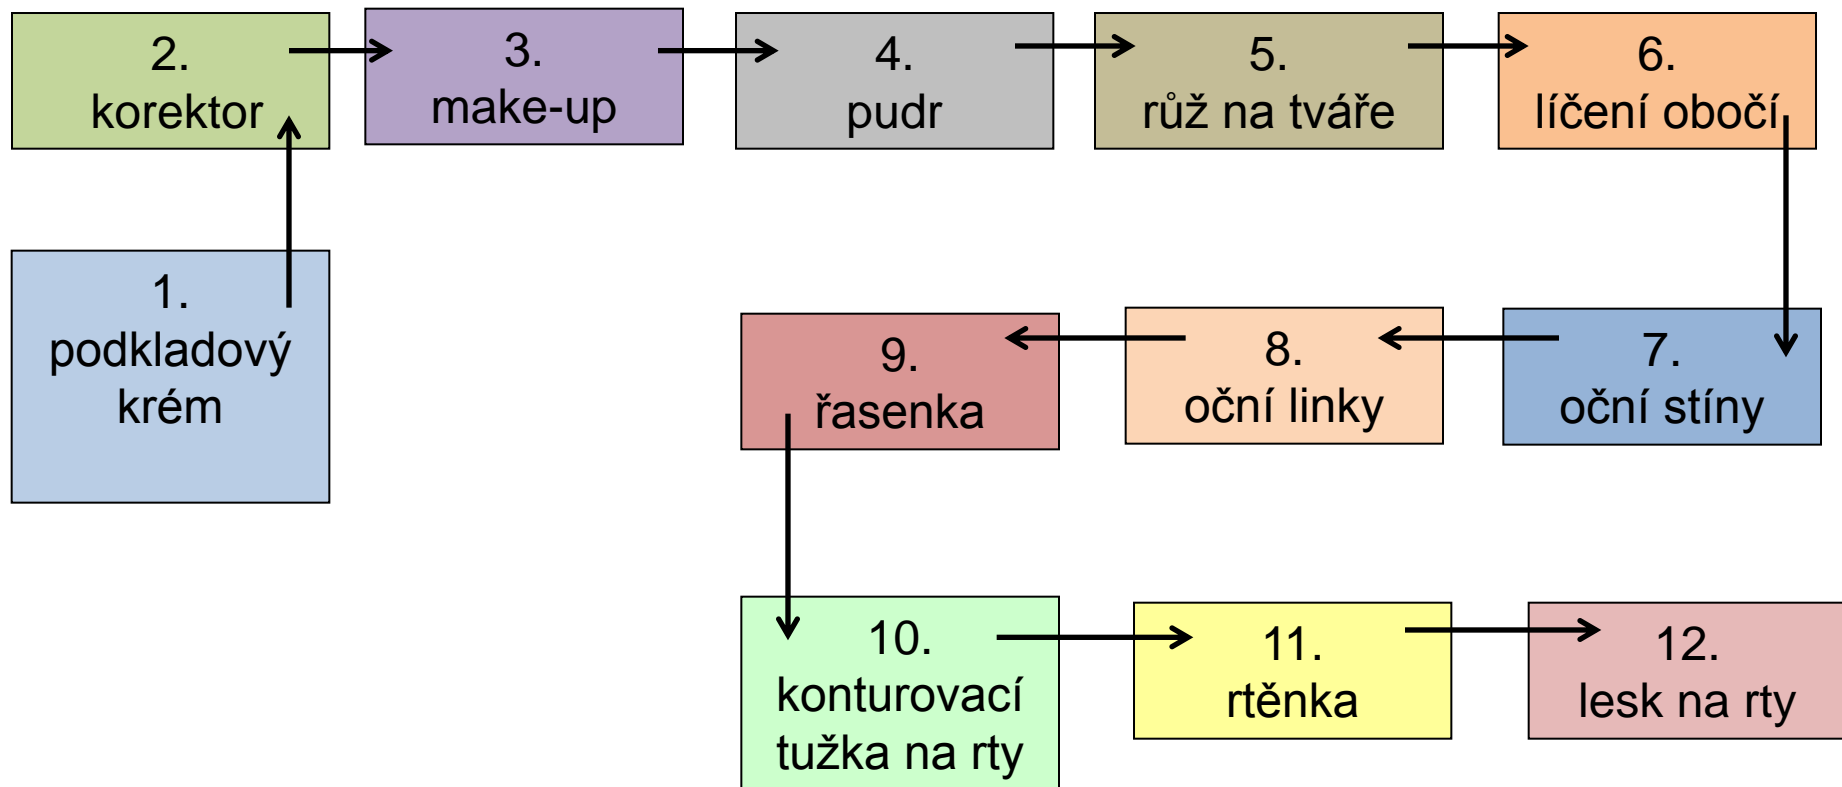 1.
podkladový
krém
2.
korektor
3.
make-up
4.
pudr
5.
růž na tváře
6.
líčení obočí
7.
oční stíny
8.
oční linky
9.
řasenka
10.
konturovací
tužka na rty
11.
rtěnka
12.
lesk na rty